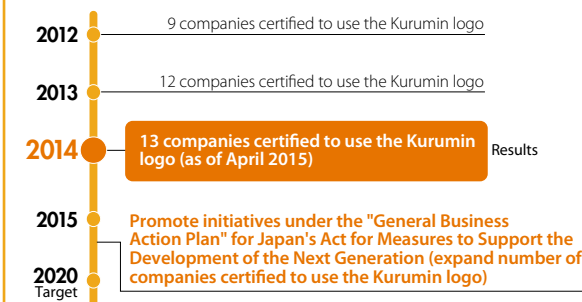 2012
9 companies certified to use the Kurumin logo
2013
12 companies certified to use the Kurumin logo
2014
13 companies certified to use the Kurumin
logo (as of April 2015)
Results
2015
Promote initiatives under the "General Business
Action Plan" for Japan's Act for Measures to Support the
Development of the Next Generation (expand number of
companies certified to use the Kurumin logo)
2020
Target